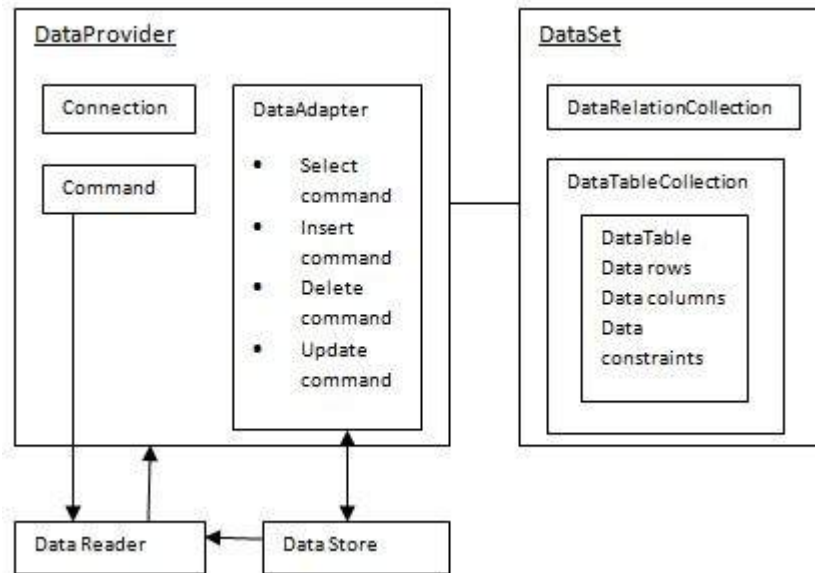 DataProvider
Connection
Command
DataAdapter
• Select
command
• Insert
command
• Delete
command
• Update
command
DataSet
DataRelationCollection
DataTableCollection
DataTable
Data rows
Data columns
Data
constraints
Data Reader
Data Store